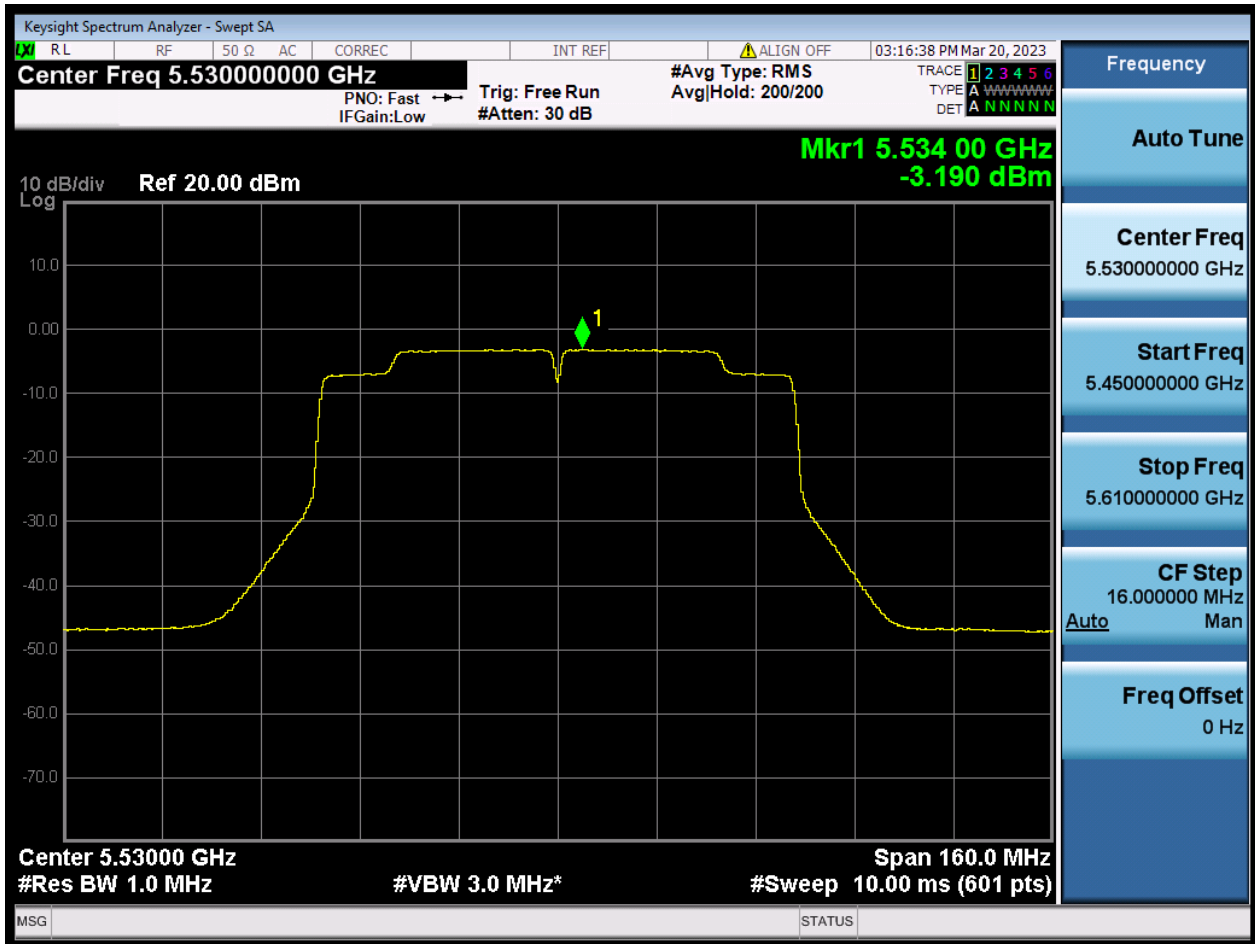 Keysight Spectrum Analyzer - Swept SA
LXI RL RF 50 Ω AC CORREC INT REF ALIGN OFF 03:16:38 PM Mar 20, 2023
Center Freq 5.530000000 GHz
PNO: Fast
IFGain:Low
Trig: Free Run
#Atten: 30 dB
#Avg Type: RMS
Avg|Hold: 200/200
TRACE 1 2 3 4 5 6
TYPE A WWWWW
DET A N N N N N
Mkr1 5.534 00 GHz
-3.190 dBm
10 dB/div Ref 20.00 dBm
Log
10.0
0.00
-10.0
-20.0
-30.0
-40.0
-50.0
-60.0
-70.0
1
Center 5.53000 GHz Span 160.0 MHz
#Res BW 1.0 MHz #VBW 3.0 MHz* #Sweep 10.00 ms (601 pts)
MSG STATUS
Frequency
Auto Tune
Center Freq
5.530000000 GHz
Start Freq
5.450000000 GHz
Stop Freq
5.610000000 GHz
CF Step
16.000000 MHz
Auto Man
Freq Offset
0 Hz